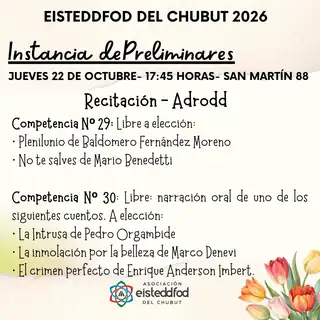 EISTEDDFOD DEL CHUBUT 2026
Instancia de Preliminares
JUEVES 22 DE OCTUBRE- 17:45 HORAS- SAN MARTÍN 88
Recitación - Adrodd
Competencia Nº 29: Libre a elección:
• Plenilunio de Baldomero Fernández Moreno
• No te salves de Mario Benedetti
Competencia Nº 30: Libre: narración oral de uno de los
siguientes cuentos. A elección:
• La Intrusa de Pedro Orgambide
• La inmolación por la belleza de Marco Denevi
• El crimen perfecto de Enrique Anderson Imbert.
ASOCIACIÓN
eisteddfod
DEL CHUBUT